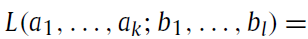 L(a₁, . . . , aₖ; b₁, . . . , bₗ) =